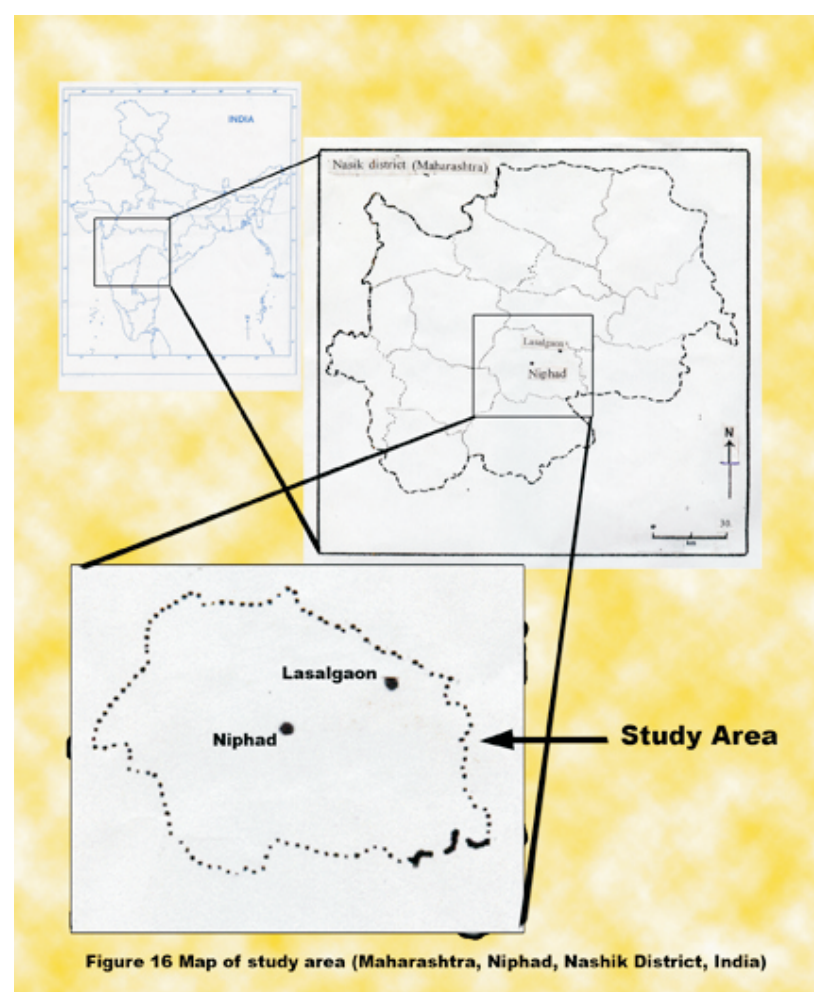 INDIA
Nasik district (Maharashtra)
Lasalgaon
Niphad
N
30
km
Lasalgaon
Niphad
Study Area
Figure 16 Map of study area (Maharashtra, Niphad, Nashik District, India)